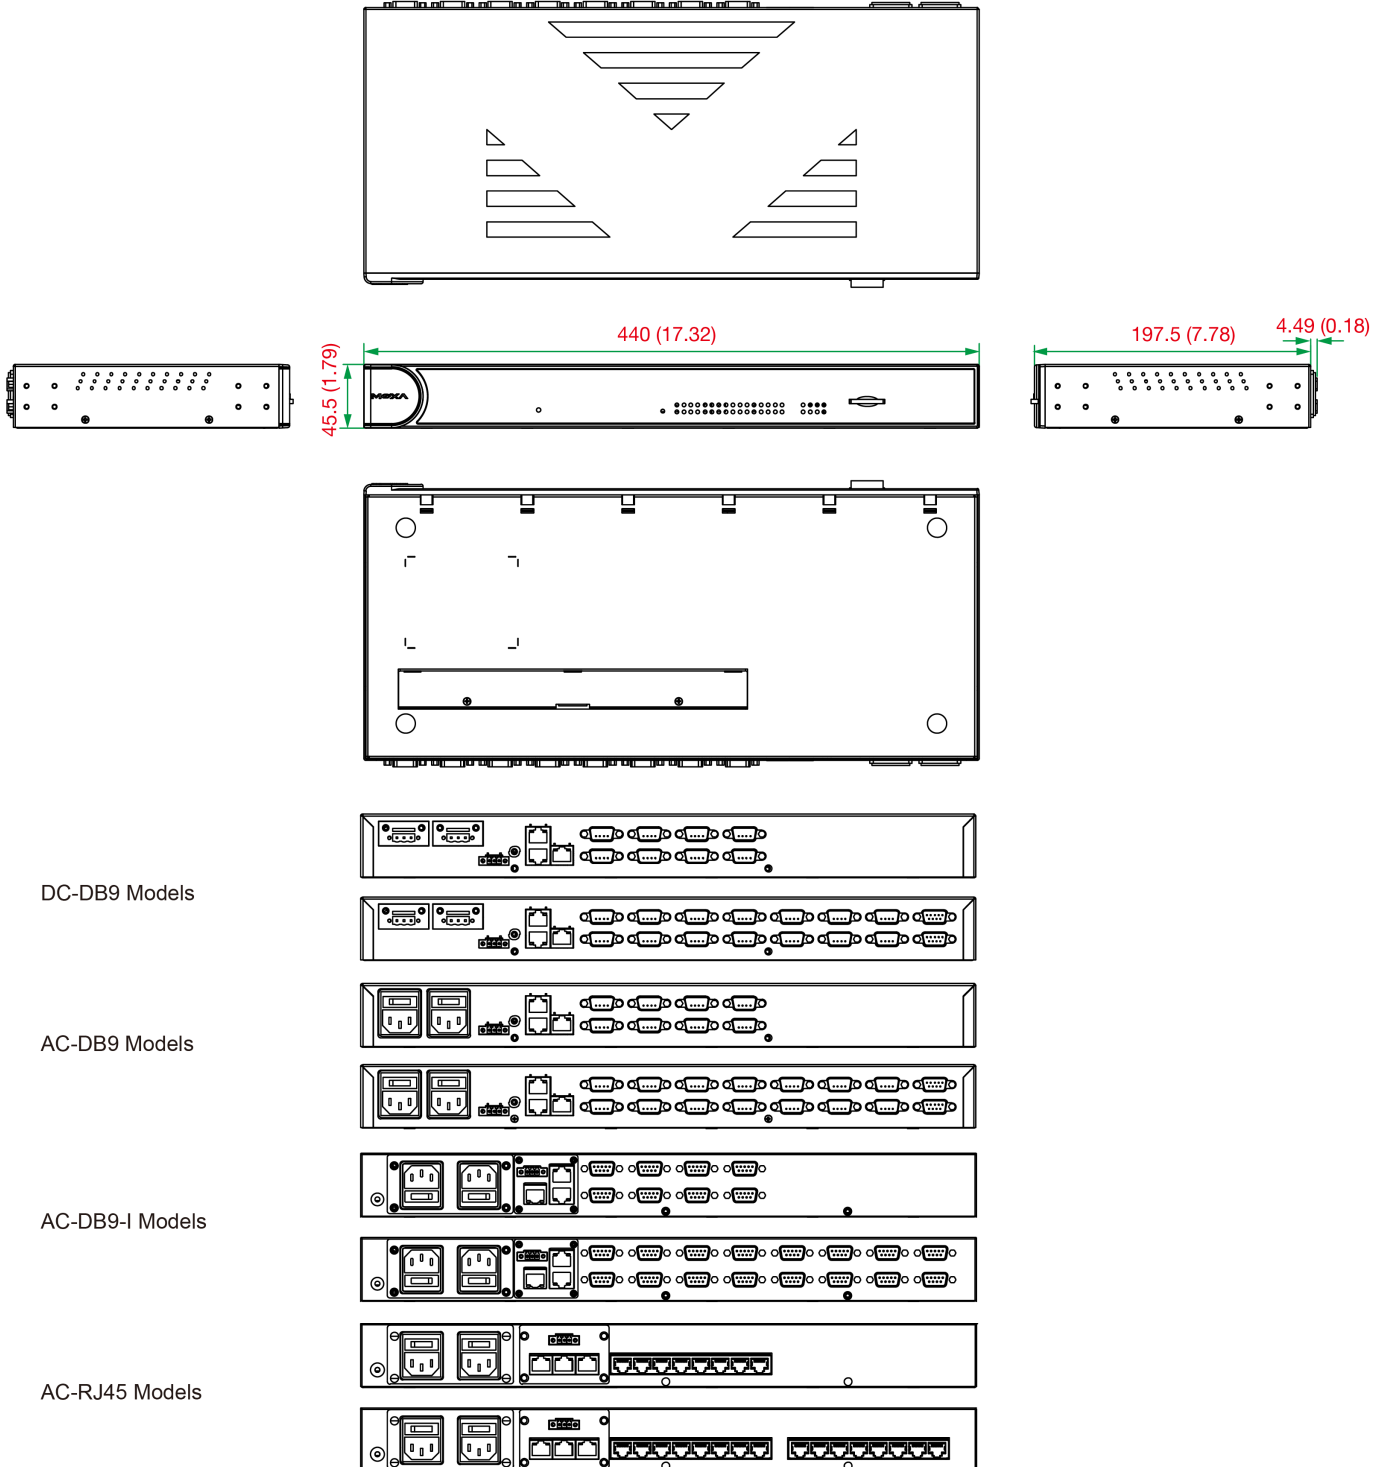 440 (17.32)
197.5 (7.78)
4.49 (0.18)
45.5 (1.79)
MOXA
DC-DB9 Models
AC-DB9 Models
AC-DB9-I Models
AC-RJ45 Models